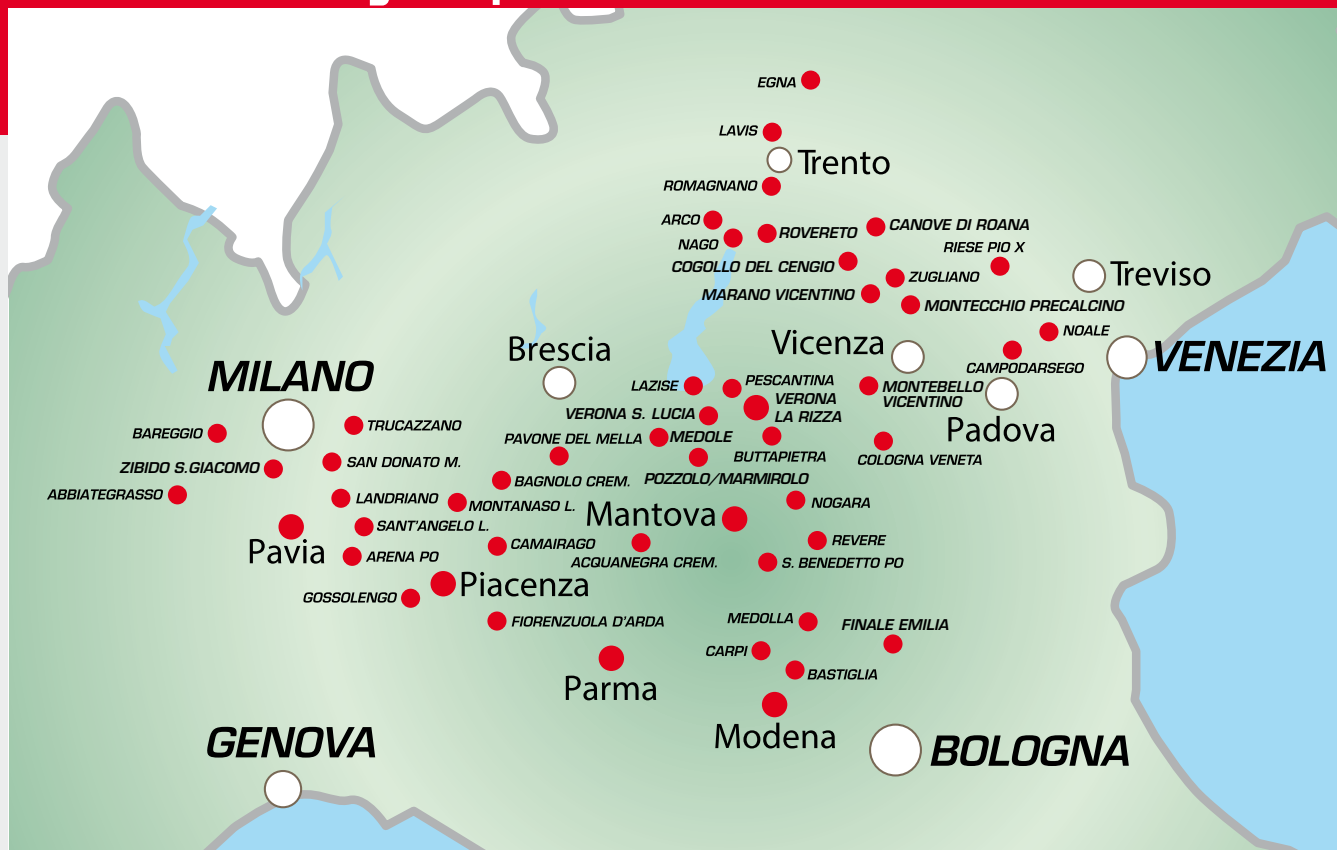 EGNA
LAVIS
Trento
ROMAGNANO
ARCO
NAGO
ROVERETO
CANOVE DI ROANA
RIESE PIO X
COGOLLO DEL CENGIO
ZUGLIANO
Treviso
MARANO VICENTINO
MONTECCHIO PRECALCINO
NOALE
Vicenza
VENEZIA
Brescia
CAMPODARSEGO
MILANO
LAZISE
PESCANTINA
MONTEBELLO
VICENTINO
VERONA
LA RIZZA
VERONA S. LUCIA
Padova
BAREGGIO
TRUCAZZANO
PAVONE DEL MELLA
MEDOLE
BUTTAPIETRA
COLOGNA VENETA
ZIBIDO S.GIACOMO
SAN DONATO M.
BAGNOLO CREM.
POZZOLO/MARMIROLO
ABBIATEGRASSO
LANDRIANO
MONTANASO L.
NOGARA
Mantova
SANT'ANGELO L.
Pavia
CAMAIRAGO
REVERE
ARENA PO
ACQUANEGRA CREM.
S. BENEDETTO PO
Piacenza
GOSSOLENGO
FIORENZUOLA D'ARDA
MEDOLLA
FINALE EMILIA
CARPI
BASTIGLIA
Parma
Modena
GENOVA
BOLOGNA